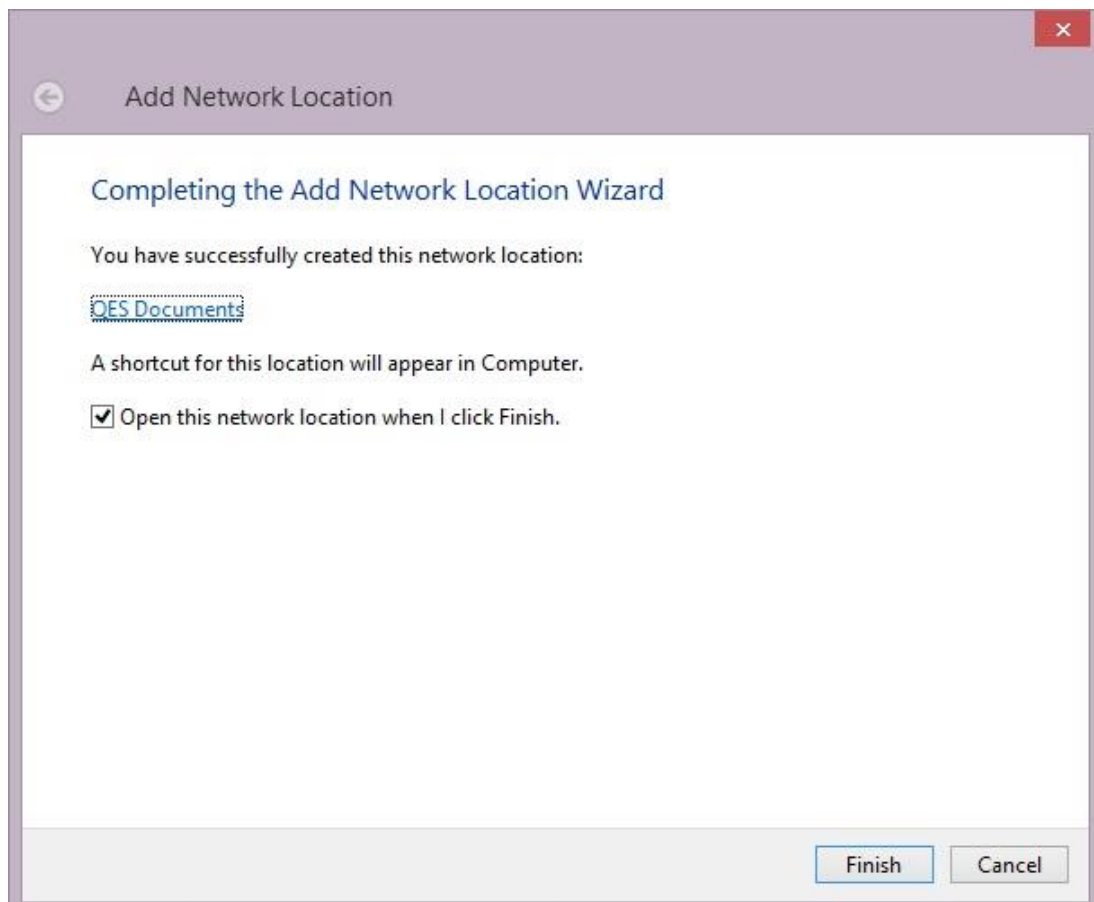 Add Network Location
Completing the Add Network Location Wizard
You have successfully created this network location:
QES Documents
A shortcut for this location will appear in Computer.
Open this network location when I click Finish.
Finish Cancel